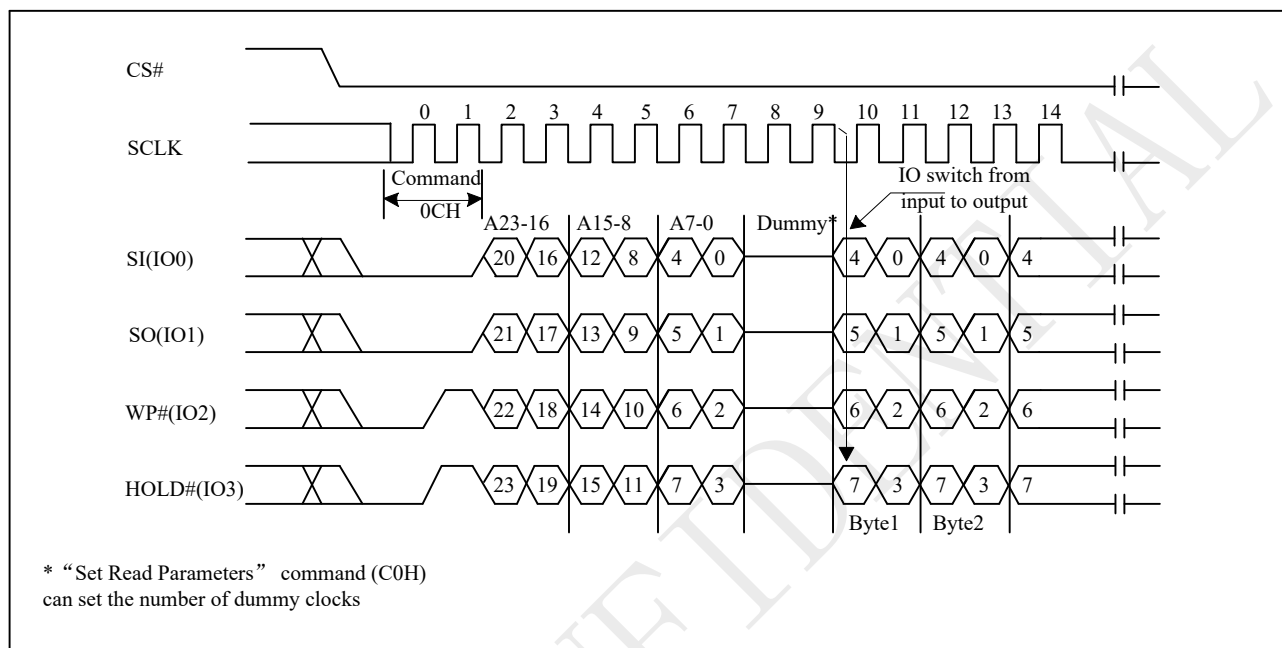 CS#
0 1 2 3 4 5 6 7 8 9 10 11 12 13 14
SCLK
Command
0CH
IO switch from
input to output
A23-16 A15-8 A7-0 Dummy*
SI(IO0) 20 16 12 8 4 0 4 0 4 0 4
SO(IO1) 21 17 13 9 5 1 5 1 5 1 5
WP#(IO2) 22 18 14 10 6 2 6 2 6 2 6
HOLD#(IO3) 23 19 15 11 7 3 7 3 7 3 7
Byte1 Byte2
* “Set Read Parameters” command (C0H)
can set the number of dummy clocks